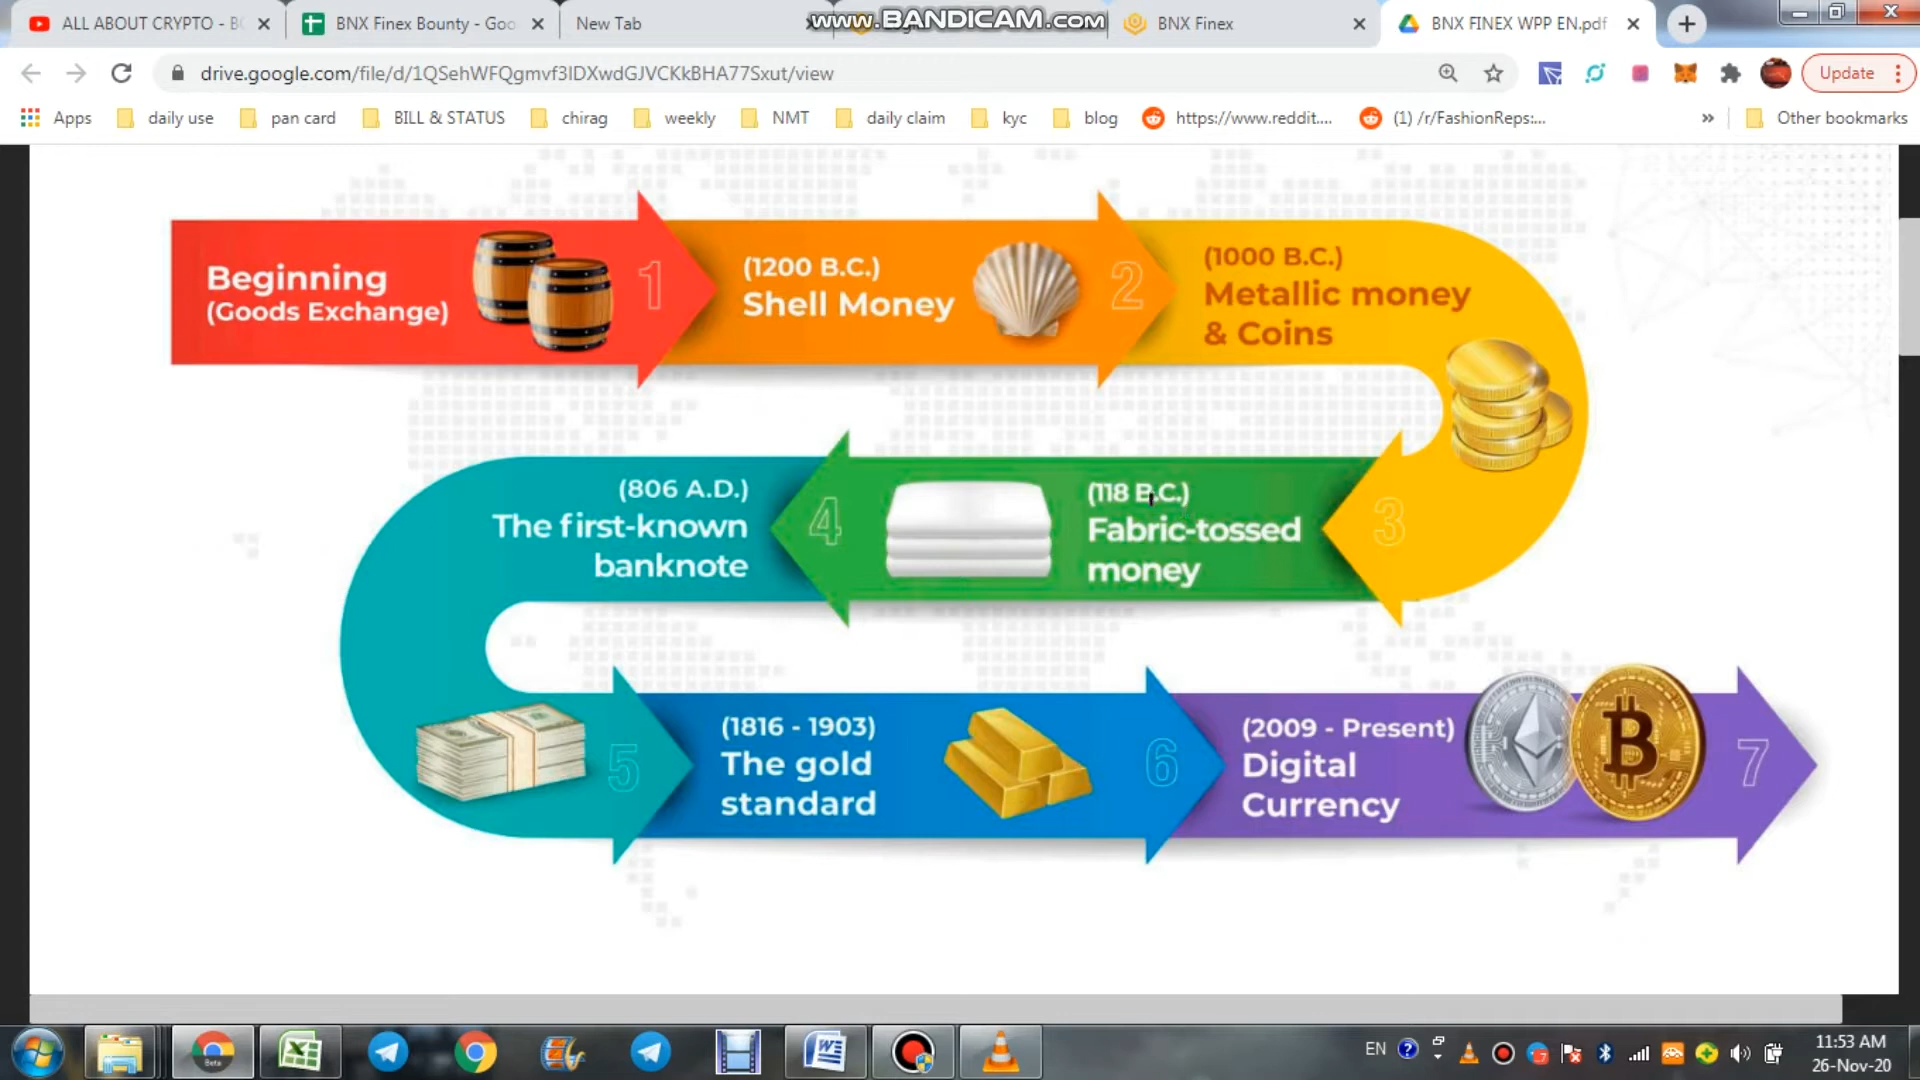 ALL ABOUT CRYPTO - BO
BNX Finex Bounty - Goo
New Tab
www.BANDICAM.com
BNX Finex
BNX FINEX WPP EN.pdf
drive.google.com/file/d/1QSehWFQgmvf3IDXwdGJVCKkBHA77Sxut/view
Update
Apps
daily use
pan card
BILL & STATUS
chirag
weekly
NMT
daily claim
kyc
blog
https://www.reddit....
(1) /r/FashionReps:...
»
Other bookmarks
Beginning
(Goods Exchange)
1
(1200 B.C.)
Shell Money
2
(1000 B.C.)
Metallic money
& Coins
3
(118 B.C.)
Fabric-tossed
money
4
(806 A.D.)
The first-known
banknote
5
(1816 - 1903)
The gold
standard
6
(2009 - Present)
Digital
Currency
7
Beta
EN
11:53 AM
26-Nov-20